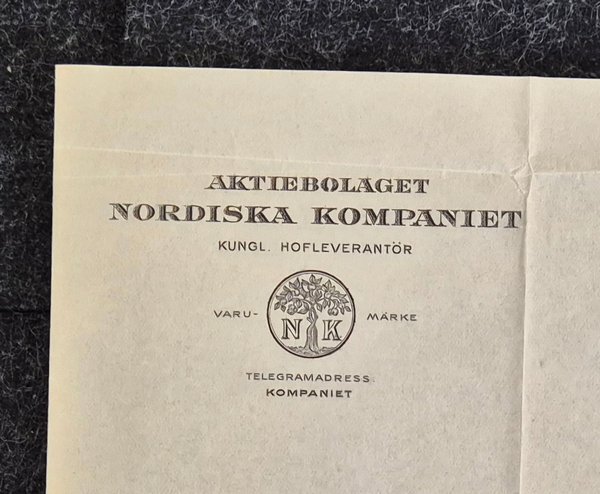 AKTIEBOLAGET
NORDISKA KOMPANIET
KUNGL. HOFLEVERANTÖR
VARU- N K MÄRKE
TELEGRAMADRESS:
KOMPANIET